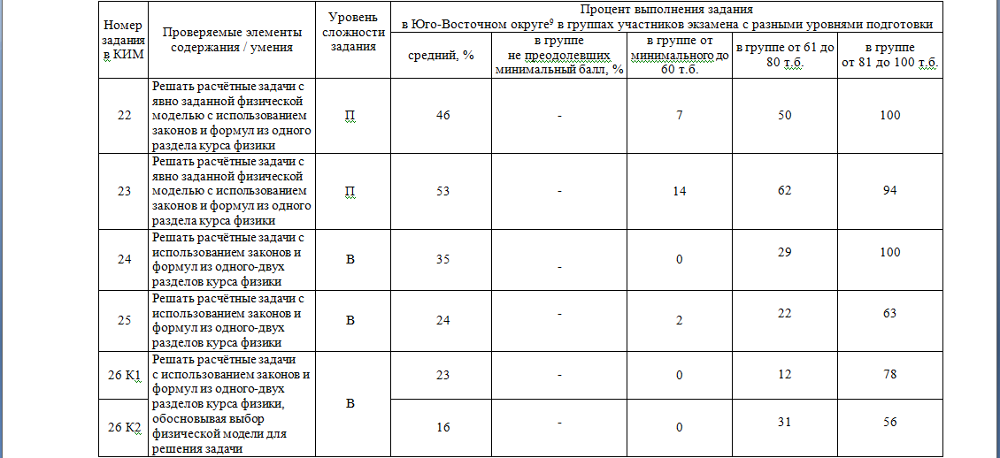 Номер
задания
в КИМ
Проверяемые элементы
содержания / умения
Уровень
сложности
задания
Процент выполнения задания
в Юго-Восточном округе9 в группах участников экзамена с разными уровнями подготовки
средний, %
в группе
не преодолевших
минимальный балл, %
в группе от
минимального до
60 т.б.
в группе от 61 до
80 т.б.
в группе
от 81 до 100 т.б.
22
Решать расчётные задачи с
явно заданной физической
моделью с использованием
законов и формул из одного
раздела курса физики
П
46
-
7
50
100
23
Решать расчётные задачи с
явно заданной физической
моделью с использованием
законов и формул из одного
раздела курса физики
П
53
-
14
62
94
24
Решать расчётные задачи с
использованием законов и
формул из одного-двух
разделов курса физики
В
35
-
0
29
100
25
Решать расчётные задачи с
использованием законов и
формул из одного-двух
разделов курса физики
В
24
-
2
22
63
26 К1
Решать расчётные задачи
с использованием законов и
формул из одного-двух
разделов курса физики,
обосновывая выбор
физической модели для
решения задачи
В
23
-
0
12
78
26 К2
16
-
0
31
56